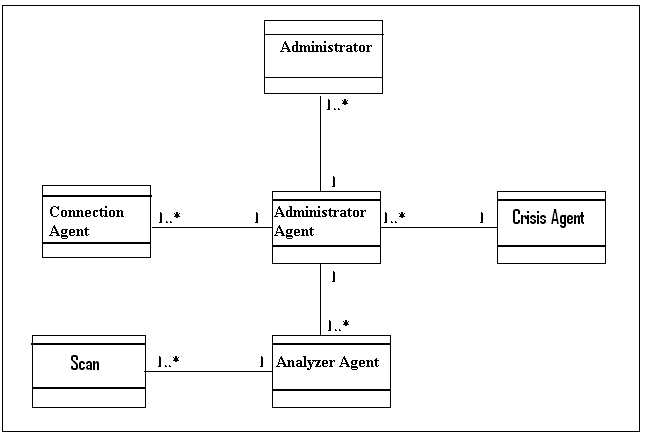 Administrator
1..*
1
Connection
Agent
1..*
1
Administrator
Agent
1..*
1
Crisis Agent
1
1..*
Scan
1..*
1
Analyzer Agent